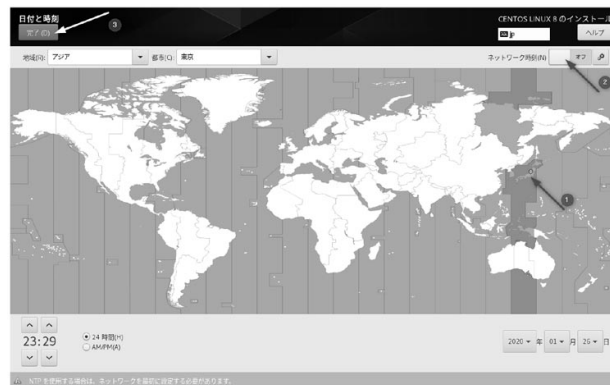 日付と時刻
完了(D)
3
CENTOS LINUX 8 のインストール
jp
ヘルプ
地域(R): アジア
都市(C): 東京
ネットワーク時刻(N)
オフ
2
1
23:29
24 時間(H)
AM/PM(A)
2020 年 01 月 26 日
NTP を使用する場合は、ネットワークを最初に設定する必要があります。